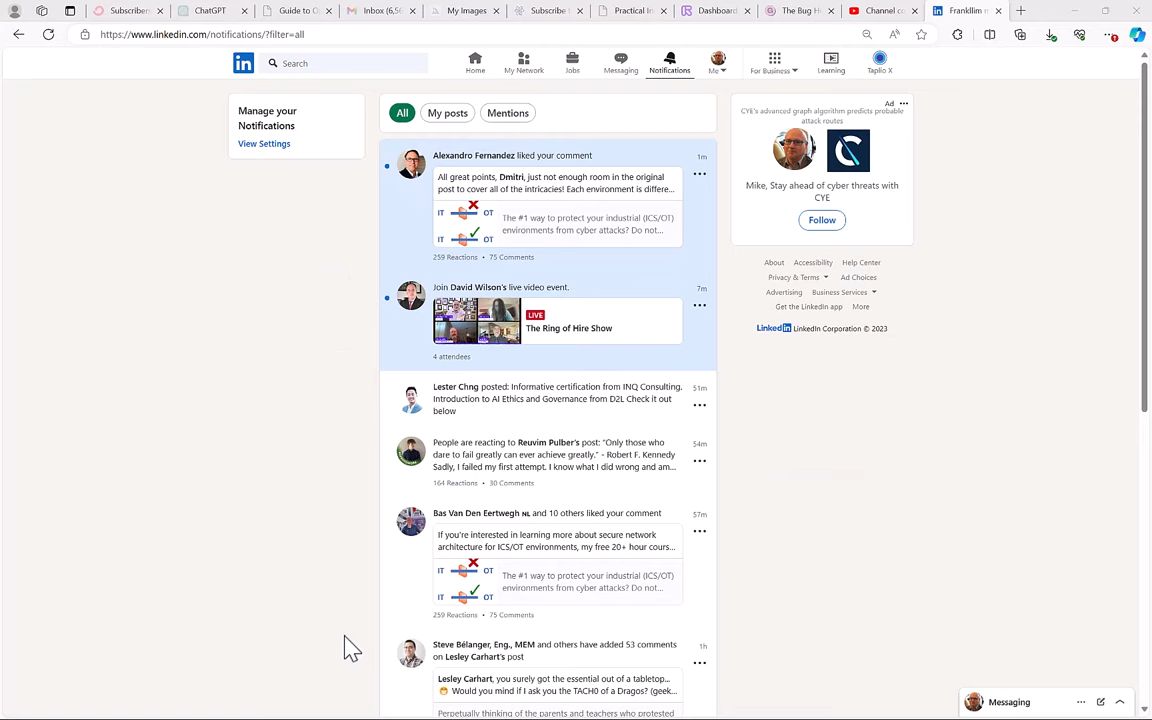 Subscribers
ChatGPT
Guide to O
Inbox (6,5
My Images
Subscribe
Practical In
Dashboard
The Bug H
Channel co
Frankllim
https://www.linkedin.com/notifications/?filter=all
in
Search
Home
My Network
Jobs
Messaging
Notifications
Me
For Business
Learning
Taplio X
Manage your
Notifications
View Settings
All
My posts
Mentions
Alexandro Fernandez liked your comment
1m
All great points, Dmitri, just not enough room in the original
post to cover all of the intricacies! Each environment is differe...
IT OT
IT OT
The #1 way to protect your industrial (ICS/OT)
environments from cyber attacks? Do not...
259 Reactions • 75 Comments
Join David Wilson's live video event.
7m
LIVE
The Ring of Hire Show
4 attendees
Lester Chng posted: Informative certification from INQ Consulting,
Introduction to AI Ethics and Governance from D2L Check it out
below
51m
People are reacting to Reuvim Pulber's post: "Only those who
dare to fail greatly can ever achieve greatly." - Robert F. Kennedy
Sadly, I failed my first attempt. I know what I did wrong and am...
54m
164 Reactions • 30 Comments
Bas Van Den Eertwegh NL and 10 others liked your comment
57m
If you're interested in learning more about secure network
architecture for ICS/OT environments, my free 20+ hour cours...
IT OT
IT OT
The #1 way to protect your industrial (ICS/OT)
environments from cyber attacks? Do not...
259 Reactions • 75 Comments
Steve Bélanger, Eng., MEM and others have added 53 comments
on Lesley Carhart's post
1h
Lesley Carhart, you surely got the essential out of a tabletop...
Would you mind if I ask you the TACH0 of a Dragos? (geek...
Perpetually thinking of the parents and teachers who protested
Ad
CYE's advanced graph algorithm predicts probable
attack routes
Mike, Stay ahead of cyber threats with
CYE
Follow
About Accessibility Help Center
Privacy & Terms Ad Choices
Advertising Business Services
Get the LinkedIn app More
LinkedIn LinkedIn Corporation © 2023
Messaging